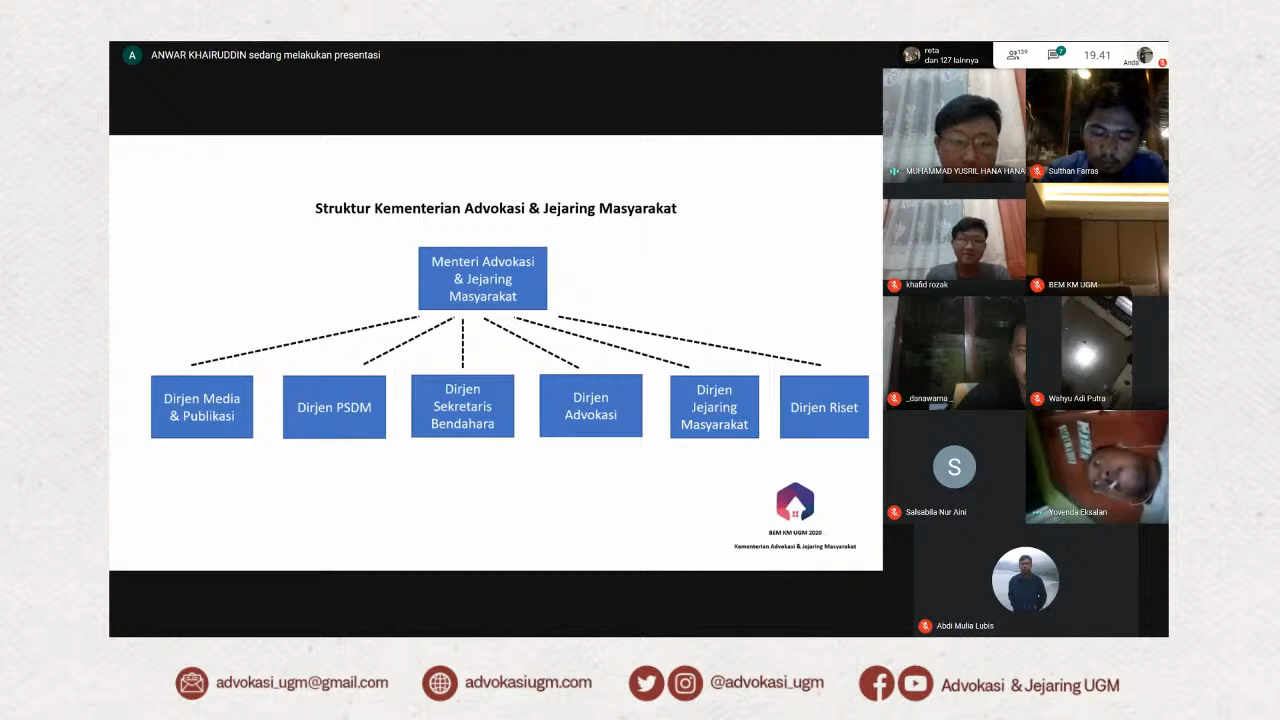 A ANWAR KHAIRUDDIN sedang melakukan presentasi
reta
dan 127 lainnya
139
7
19.41
Anda
Struktur Kementerian Advokasi & Jejaring Masyarakat
Menteri Advokasi
& Jejaring
Masyarakat
Dirjen Media
& Publikasi
Dirjen PSDM
Dirjen
Sekretaris
Bendahara
Dirjen
Advokasi
Dirjen
Jejaring
Masyarakat
Dirjen Riset
BEM KM UGM 2020
Kementerian Advokasi & Jejaring Masyarakat
MUHAMMAD YUSRIL HANA HANA
Sulthan Farras
khafid rozak
BEM KM UGM
_danawarna_
Wahyu Adi Putra
S
Salsabila Nur Aini
Yovenda Eksalan
Abdi Mulia Lubis
advokasi_ugm@gmail.com
advokasiugm.com
@advokasi_ugm
Advokasi & Jejaring UGM